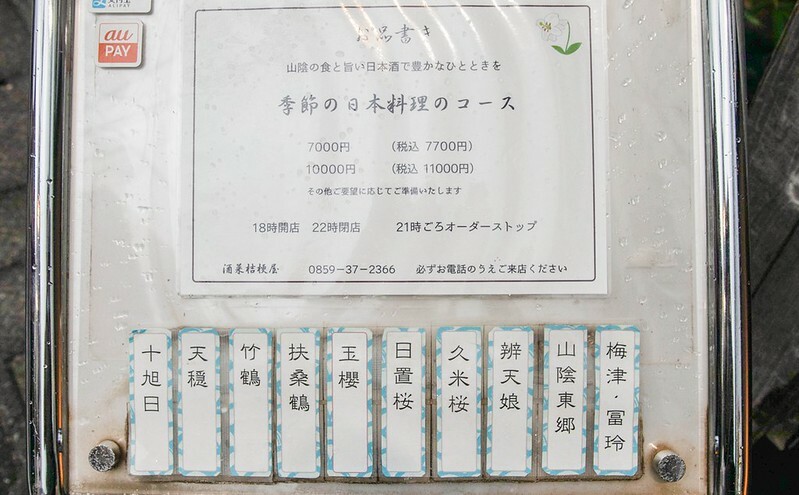 ALIPAY
au
PAY
お品書き
山陰の食と旨い日本酒で豊かなひとときを
季節の日本料理のコース
7000円 (税込 7700円)
10000円 (税込 11000円)
その他ご要望に応じてご準備いたします
18時開店 22時閉店 21時ごろオーダーストップ
酒菜桔梗屋 0859-37-2366 必ずお電話のうえご来店ください
梅津・冨玲
山陰東郷
辨天娘
久米桜
日置桜
玉櫻
扶桑鶴
竹鶴
天穏
十旭日